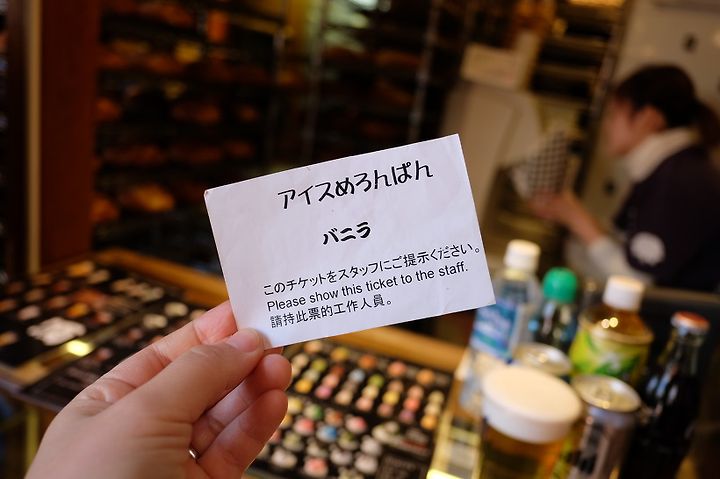 アイスめろんぱん
バニラ
このチケットをスタッフにご提示ください。
Please show this ticket to the staff.
請持此票的工作人員。